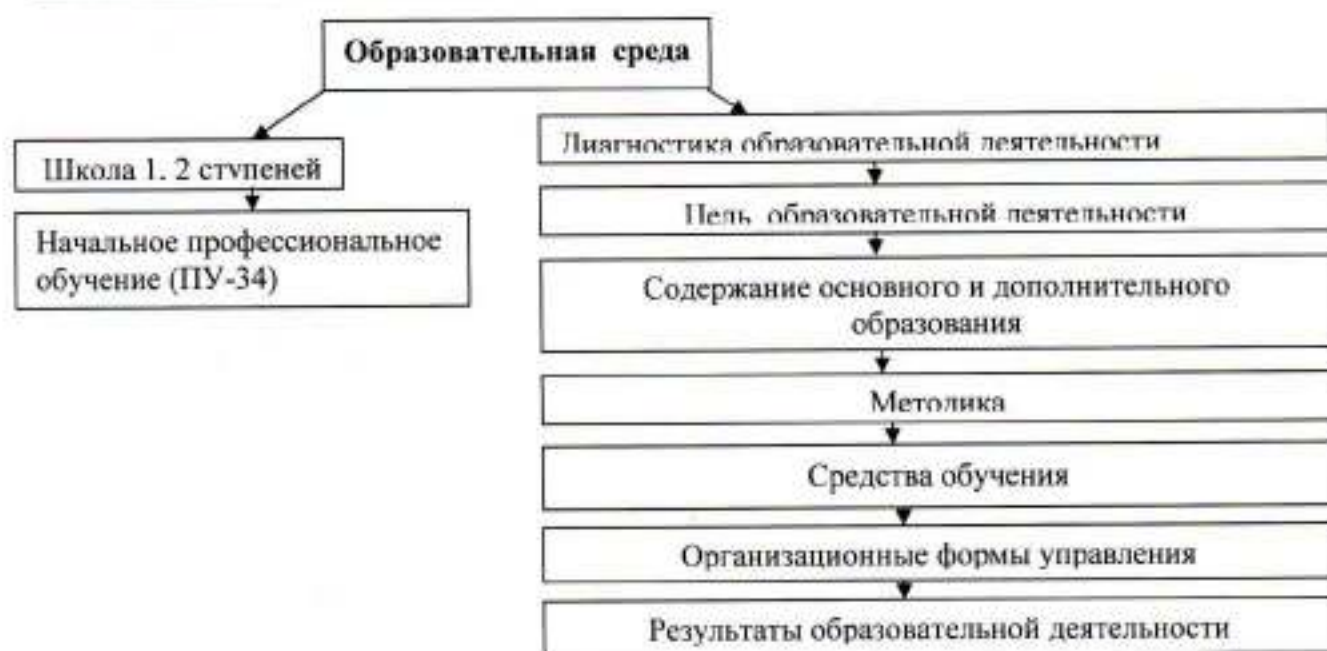 Образовательная среда
Школа 1, 2 ступеней
Начальное профессиональное
обучение (ПУ-34)
Диагностика образовательной деятельности
Цель образовательной деятельности
Содержание основного и дополнительного
образования
Методика
Средства обучения
Организационные формы управления
Результаты образовательной деятельности